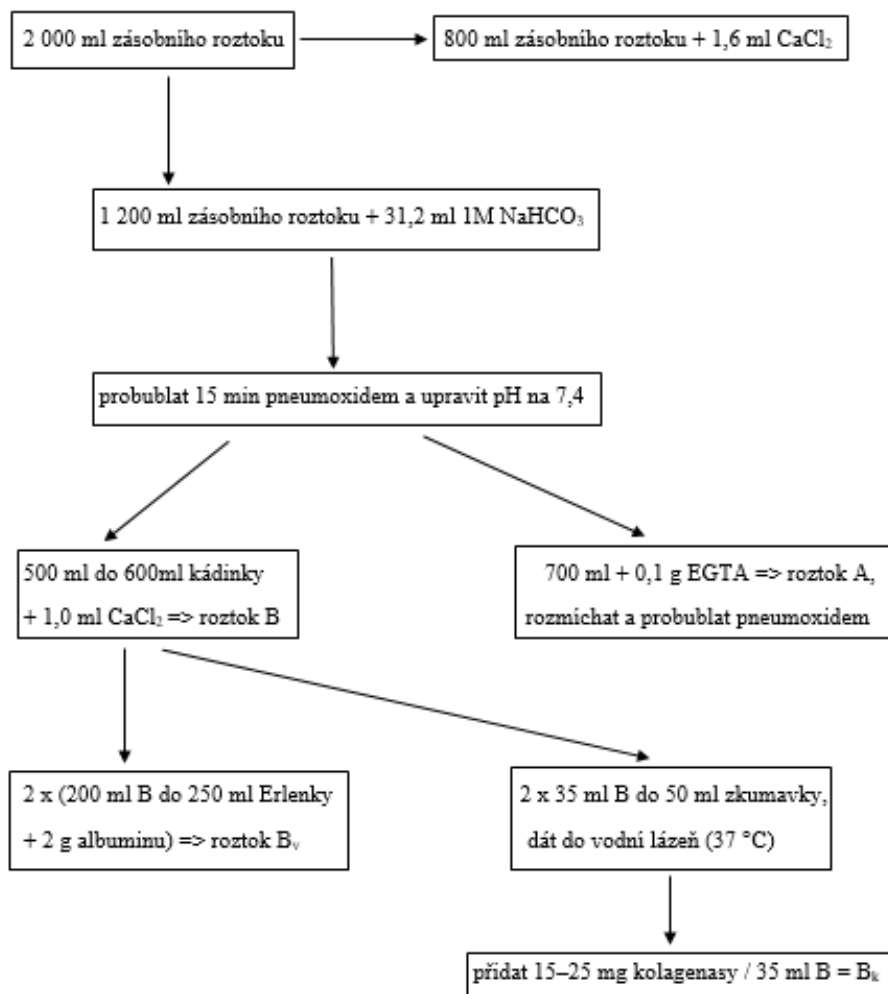 2 000 ml zásobního roztoku
800 ml zásobního roztoku + 1,6 ml CaCl₂
1 200 ml zásobního roztoku + 31,2 ml 1M NaHCO₃
probublat 15 min pneumoxidem a upravit pH na 7,4
500 ml do 600ml kádinky
+ 1,0 ml CaCl₂ => roztok B
700 ml + 0,1 g EGTA => roztok A,
rozmíchat a probublat pneumoxidem
2 x (200 ml B do 250 ml Erlenky
+ 2 g albuminu) => roztok Bᵥ
2 x 35 ml B do 50 ml zkumavky,
dát do vodní lázeň (37 °C)
přidat 15–25 mg kolagenasy / 35 ml B = Bₖ